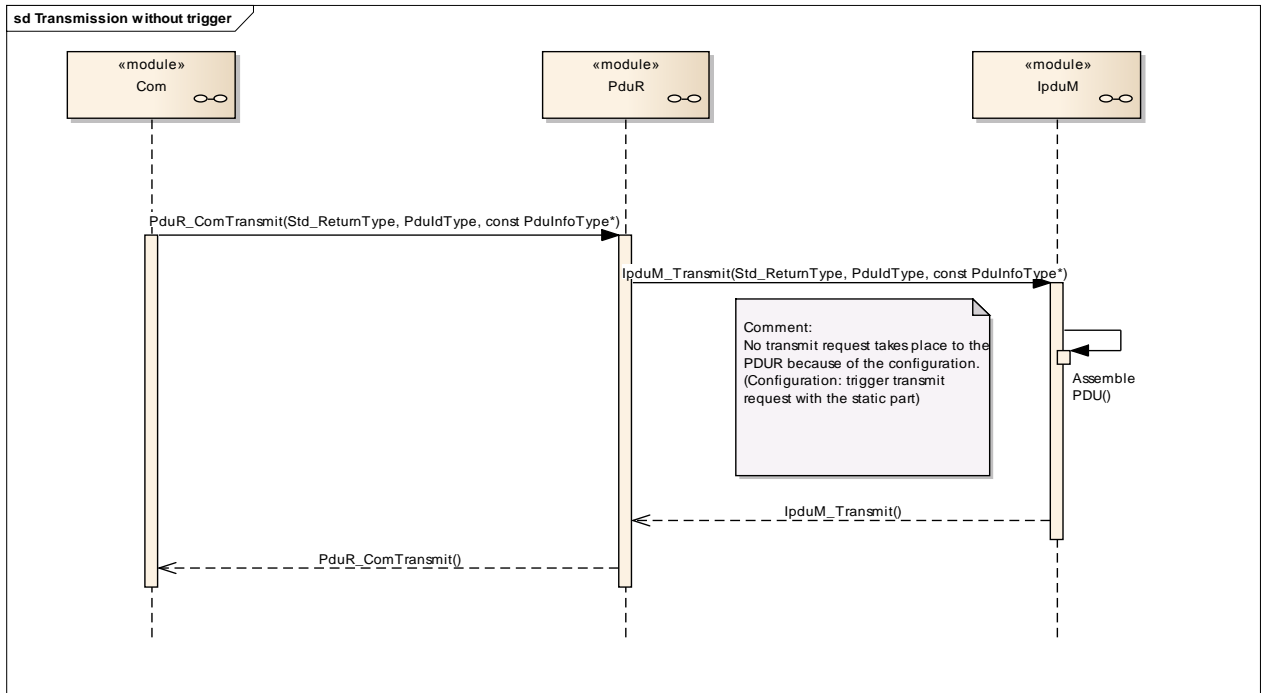 sd Transmission without trigger
«module»
Com
«module»
PduR
«module»
IpduM
PduR_ComTransmit(Std_ReturnType, PduIdType, const PduInfoType*)
IpduM_Transmit(Std_ReturnType, PduIdType, const PduInfoType*)
Comment:
No transmit request takes place to the
PDUR because of the configuration.
(Configuration: trigger transmit
request with the static part)
Assemble
PDU()
IpduM_Transmit()
PduR_ComTransmit()